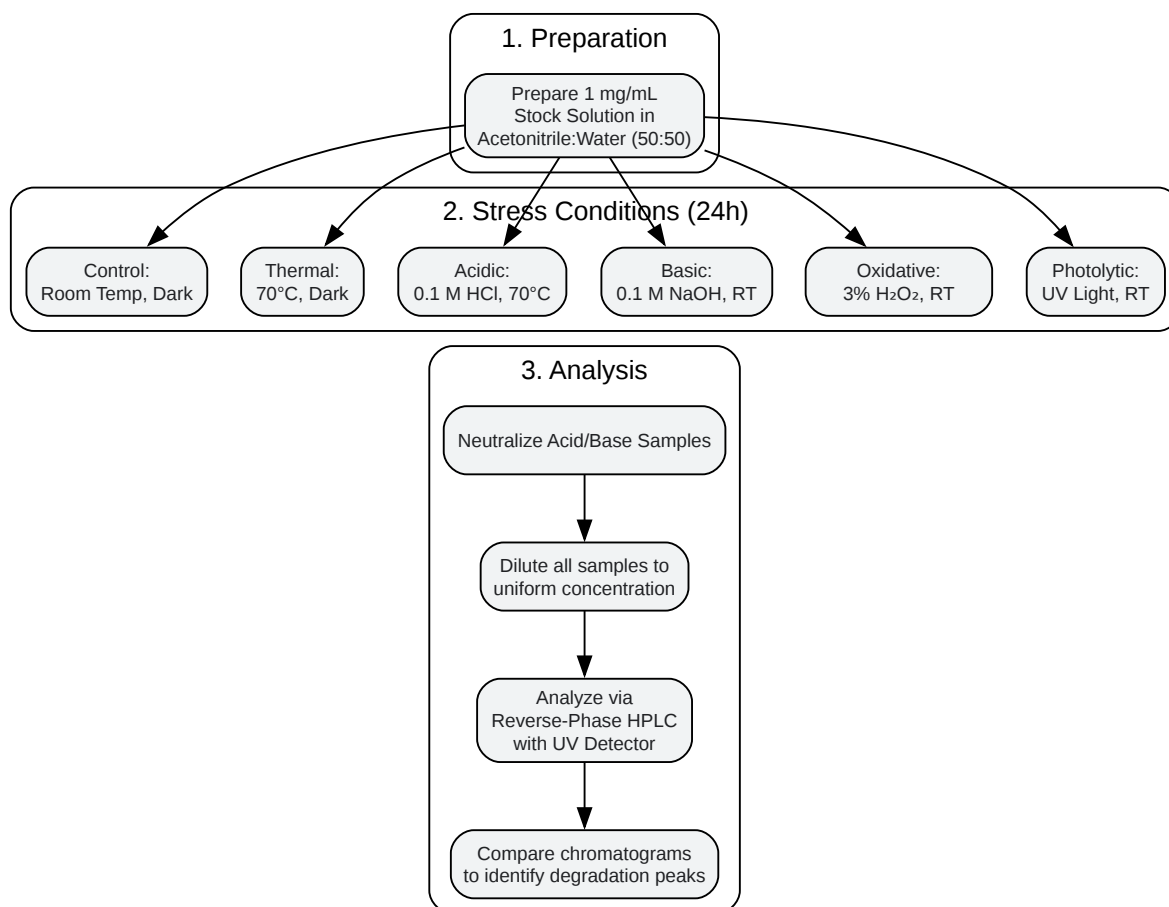 1. Preparation
Prepare 1 mg/mL
Stock Solution in
Acetonitrile:Water (50:50)
2. Stress Conditions (24h)
Control:
Room Temp, Dark
Thermal:
70°C, Dark
Acidic:
0.1 M HCl, 70°C
Basic:
0.1 M NaOH, RT
Oxidative:
3% H₂O₂, RT
Photolytic:
UV Light, RT
3. Analysis
Neutralize Acid/Base Samples
Dilute all samples to
uniform concentration
Analyze via
Reverse-Phase HPLC
with UV Detector
Compare chromatograms
to identify degradation peaks